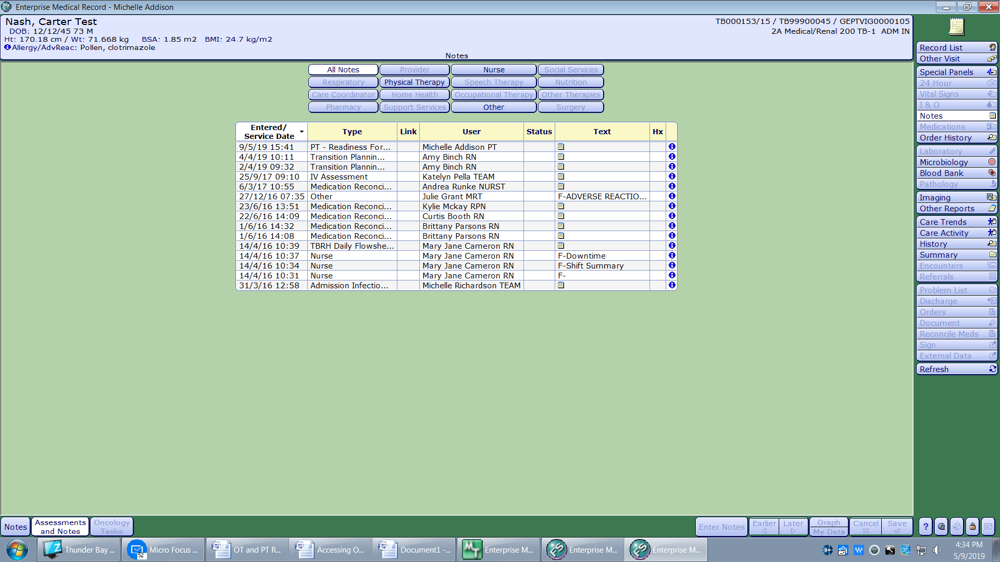 Enterprise Medical Record - Michelle Addison
Nash, Carter Test
DOB: 12/12/45 73 M
Ht: 170.18 cm / Wt: 71.668 kg BSA: 1.85 m2 BMI: 24.7 kg/m2
Allergy/AdvReac: Pollen, clotrimazole
TB000153/15 / TB99900045 / GEPTVIG0000105
2A Medical/Renal 200 TB-1 ADM IN
Notes
All Notes Provider Nurse Social Services
Respiratory Physical Therapy Speech Therapy Nutrition
Care Coordinator Home Health Occupational Therapy Other Therapies
Pharmacy Support Services Other Surgery
Entered/
Service Date Type Link User Status Text Hx
9/5/19 15:41 PT - Readiness For... Michelle Addison PT
4/4/19 10:11 Transition Plannin... Amy Binch RN
2/4/19 09:32 Transition Plannin... Amy Binch RN
25/9/17 09:10 IV Assessment Katelyn Pella TEAM
6/3/17 10:55 Medication Reconci... Andrea Runke NURST
27/12/16 07:35 Other Julie Grant MRT F-ADVERSE REACTIO...
23/6/16 13:51 Medication Reconci... Kylie Mckay RPN
22/6/16 14:09 Medication Reconci... Curtis Booth RN
1/6/16 14:32 Medication Reconci... Brittany Parsons RN
1/6/16 14:08 Medication Reconci... Brittany Parsons RN
14/4/16 10:39 TBRH Daily Flowshe... Mary Jane Cameron RN
14/4/16 10:37 Nurse Mary Jane Cameron RN F-Downtime
14/4/16 10:34 Nurse Mary Jane Cameron RN F-Shift Summary
14/4/16 10:31 Nurse Mary Jane Cameron RN F-
31/3/16 12:58 Admission Infectio... Michelle Richardson TEAM
Record List
Other Visit
Special Panels
24 Hour
Vital Signs
I & O
Notes
Medications
Order History
Laboratory
Microbiology
Blood Bank
Pathology
Imaging
Other Reports
Care Trends
Care Activity
History
Summary
Encounters
Referrals
Problem List
Discharge
Orders
Document
Reconcile Meds
Sign
External Data
Refresh
Notes
Assessments
and Notes
Oncology
Tasks
Enter Notes
Earlier
Later
Graph
My Data
Cancel
Save
?
Thunder Bay ...
52
Micro Focus ...
OT and PT R...
Accessing O...
Document1 -...
Enterprise M...
Enterprise M...
Enterprise M...
4:34 PM
5/9/2019